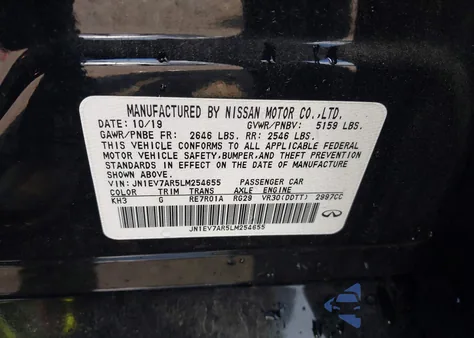 MANUFACTURED BY NISSAN MOTOR CO.,LTD.
DATE: 10/19 GVWR/PNBV: 5159 LBS.
GAWR/PNBE FR: 2646 LBS. RR: 2546 LBS.
THIS VEHICLE CONFORMS TO ALL APPLICABLE FEDERAL
MOTOR VEHICLE SAFETY, BUMPER, AND THEFT PREVENTION
STANDARDS IN EFFECT ON THE DATE OF MANUFACTURE
SHOWN ABOVE.
VIN: JN1EV7AR5LM254655 PASSENGER CAR
COLOR TRIM TRANS AXLE ENGINE
KH3 G RE7R01A RG29 VR30(DDTT) 2997CC
JN1EV7AR5LM254655